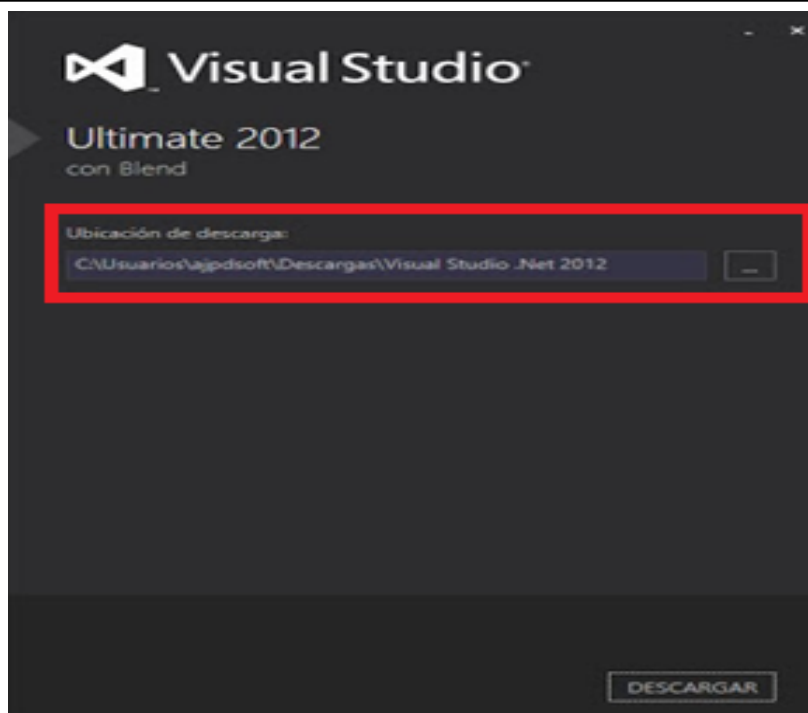 Visual Studio
Ultimate 2012
con Blend
Ubicación de descarga:
C:\Usuarios\ajpdsoft\Descargas\Visual Studio .Net 2012
...
DESCARGAR